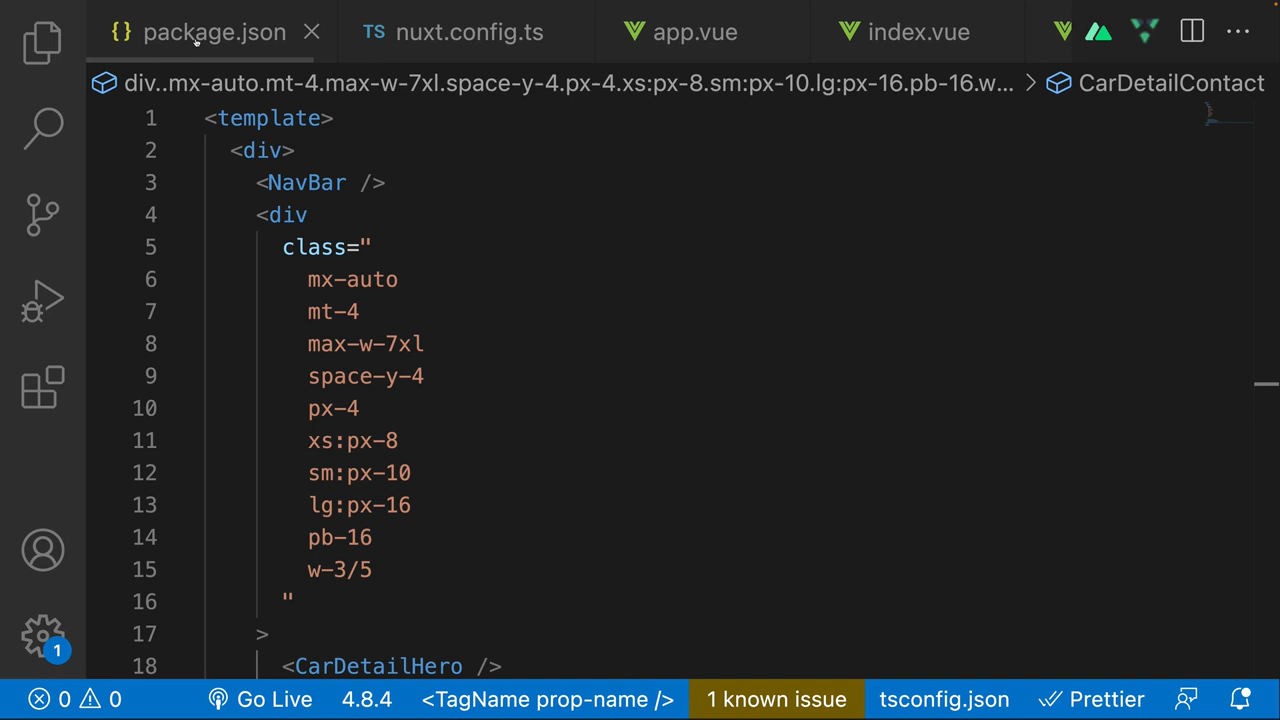 {} package.json
TS nuxt.config.ts
app.vue
index.vue
div..mx-auto.mt-4.max-w-7xl.space-y-4.px-4.xs:px-8.sm:px-10.lg:px-16.pb-16.w... > CarDetailContact
1 <template>
2 <div>
3 <NavBar />
4 <div
5 class="
6 mx-auto
7 mt-4
8 max-w-7xl
9 space-y-4
10 px-4
11 xs:px-8
12 sm:px-10
13 lg:px-16
14 pb-16
15 w-3/5
16 "
17 >
18 <CarDetailHero />
1
0 0 Go Live 4.8.4 <TagName prop-name /> 1 known issue tsconfig.json Prettier